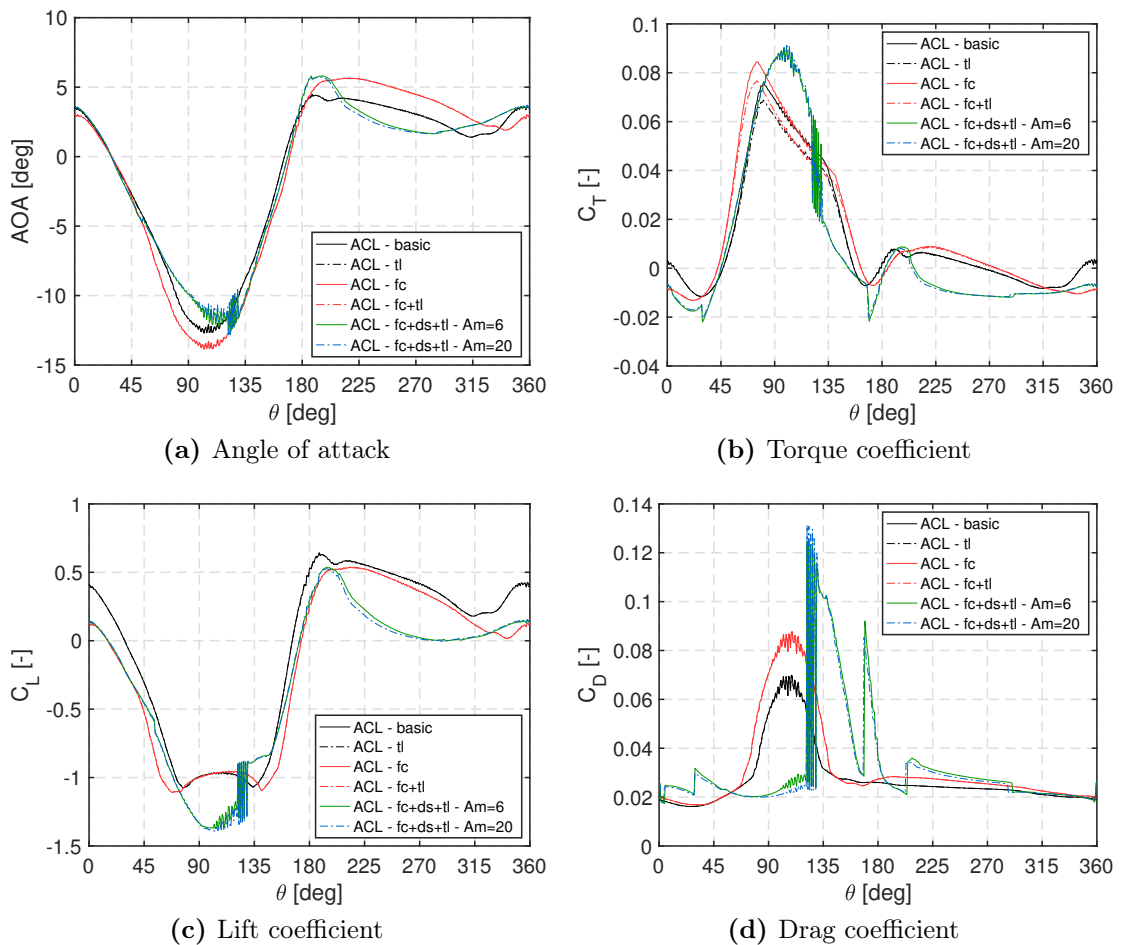 10
5
0
-5
-10
-15
AOA [deg]
0 45 90 135 180 225 270 315 360
θ [deg]
ACL - basic
ACL - tl
ACL - fc
ACL - fc+tl
ACL - fc+ds+tl - Am=6
ACL - fc+ds+tl - Am=20
(a) Angle of attack
0.1
0.08
0.06
0.04
0.02
0
-0.02
-0.04
C_T [-]
0 45 90 135 180 225 270 315 360
θ [deg]
ACL - basic
ACL - tl
ACL - fc
ACL - fc+tl
ACL - fc+ds+tl - Am=6
ACL - fc+ds+tl - Am=20
(b) Torque coefficient
1
0.5
0
-0.5
-1
-1.5
C_L [-]
0 45 90 135 180 225 270 315 360
θ [deg]
ACL - basic
ACL - tl
ACL - fc
ACL - fc+tl
ACL - fc+ds+tl - Am=6
ACL - fc+ds+tl - Am=20
(c) Lift coefficient
0.14
0.12
0.1
0.08
0.06
0.04
0.02
0
C_D [-]
0 45 90 135 180 225 270 315 360
θ [deg]
ACL - basic
ACL - tl
ACL - fc
ACL - fc+tl
ACL - fc+ds+tl - Am=6
ACL - fc+ds+tl - Am=20
(d) Drag coefficient